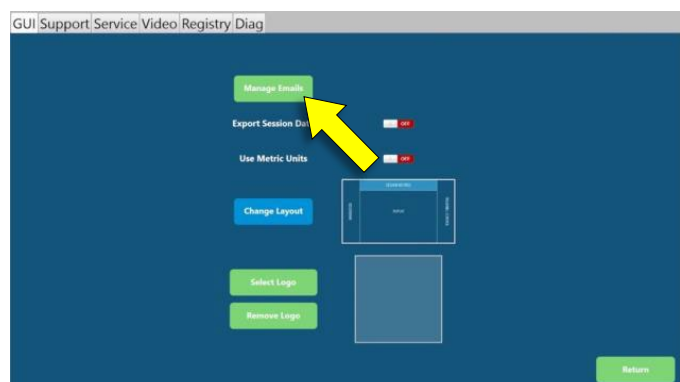 GUI Support Service Video Registry Diag
Manage Emails
Export Session Dat
OFF
Use Metric Units
OFF
Change Layout
Select Logo
Remove Logo
Return